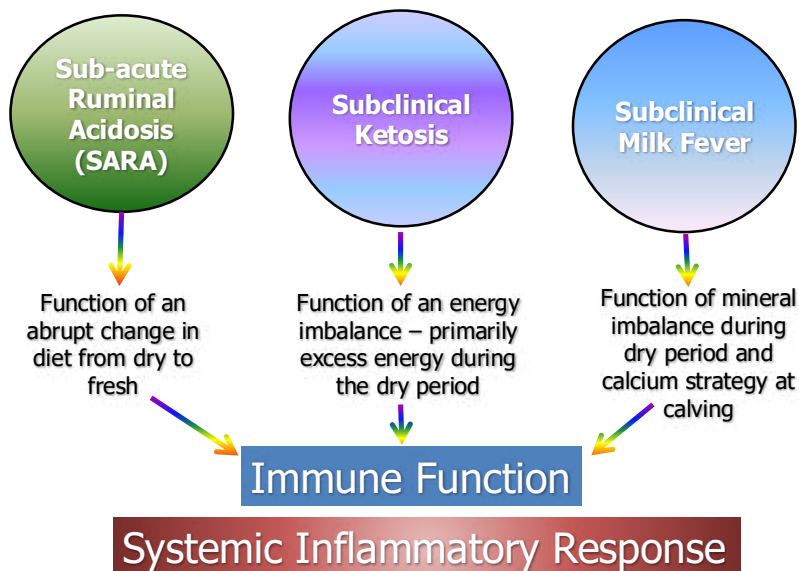 Sub-acute
Ruminal
Acidosis
(SARA)
Subclinical
Ketosis
Subclinical
Milk Fever
Function of an
abrupt change in
diet from dry to
fresh
Function of an energy
imbalance – primarily
excess energy during
the dry period
Function of mineral
imbalance during
dry period and
calcium strategy at
calving
Immune Function
Systemic Inflammatory Response